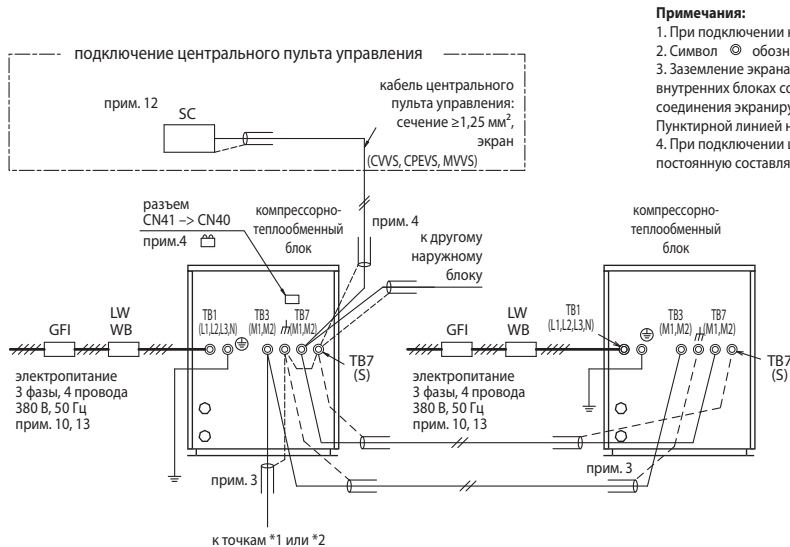 Примечания:
1. При подключении
2. Символ ⌾
3. Заземление экрана
внутренних блоках
соединения
Пунктирной линией
4. При подключении
постоянную
подключение центрального пульта управления
прим. 12
SC
кабель центрального
пульта управления:
сечение ≥1,25 мм²,
экран
(CVVS, CPEVS, MVVS)
разъем
CN41 –> CN40
прим.4
компрессорно-
теплообменный
блок
прим. 4
к другому
наружному
блоку
компрессорно-
теплообменный
блок
TB1
(L1,L2,L3,N)
TB3
(M1,M2)
TB7
(M1,M2)
TB7
(S)
GFI
LW
WB
электропитание
3 фазы, 4 провода
380 В, 50 Гц
прим. 10, 13
GFI
LW
WB
TB1
(L1,L2,L3,N)
TB3
(M1,M2)
TB7
(M1,M2)
TB7
(S)
электропитание
3 фазы, 4 провода
380 В, 50 Гц
прим. 10, 13
прим. 3
прим. 3
к точкам *1 или *2